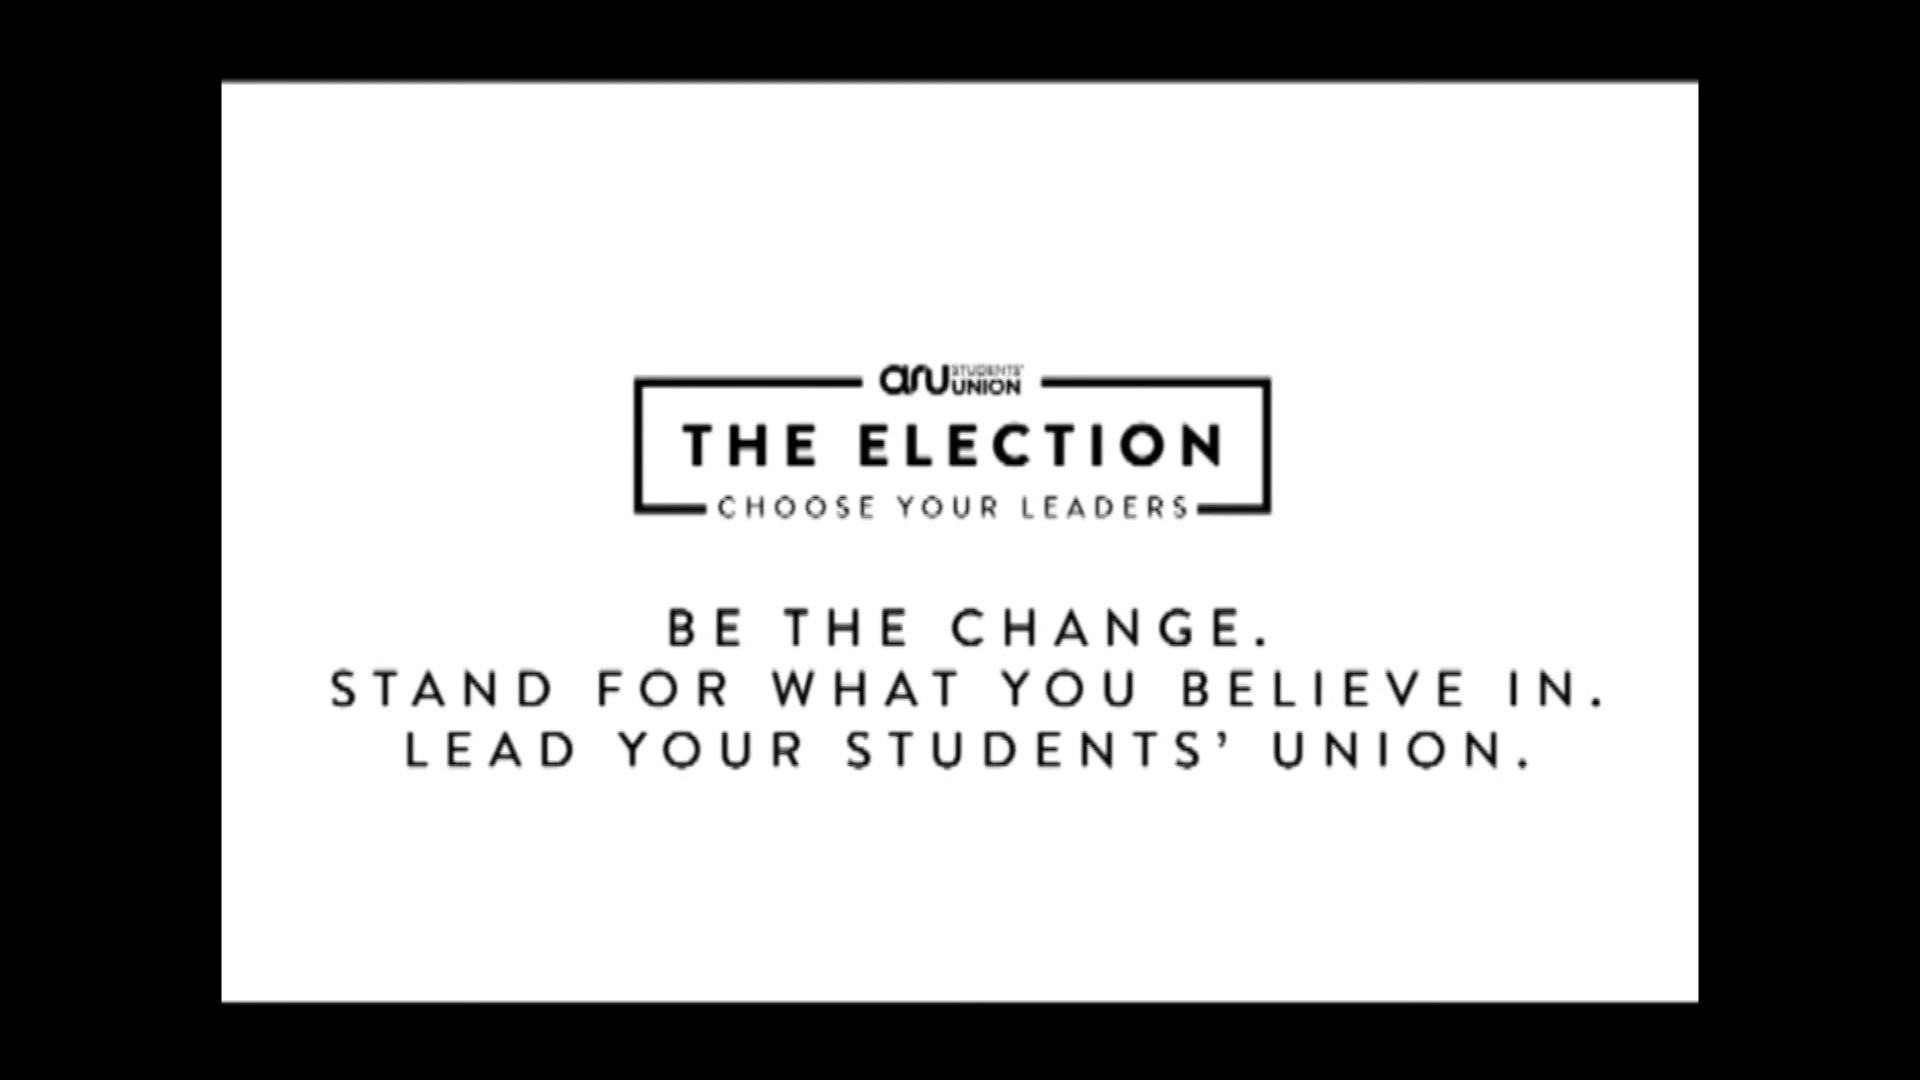 aru STUDENTS' UNION
THE ELECTION
CHOOSE YOUR LEADERS
BE THE CHANGE.
STAND FOR WHAT YOU BELIEVE IN.
LEAD YOUR STUDENTS’ UNION.